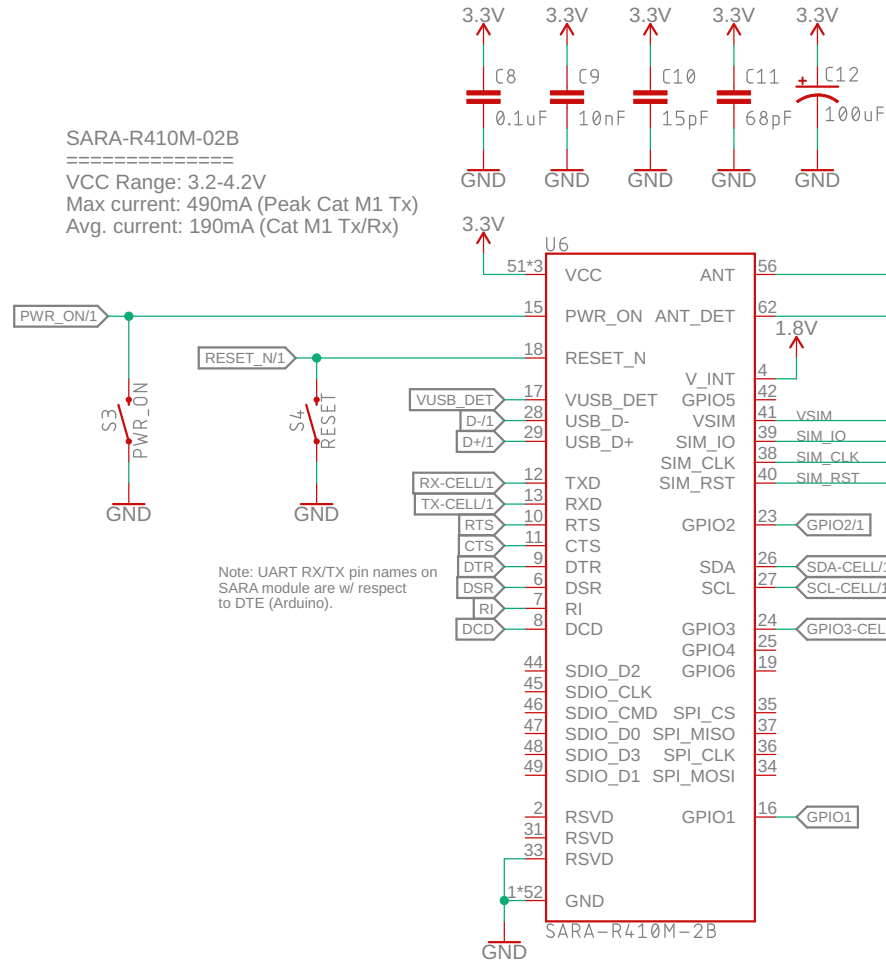 3.3V 3.3V 3.3V 3.3V 3.3V
C8 C9 C10 C11 C12
0.1uF 10nF 15pF 68pF 100uF
GND GND GND GND GND
SARA-R410M-02B
==============
VCC Range: 3.2-4.2V
Max current: 490mA (Peak Cat M1 Tx)
Avg. current: 190mA (Cat M1 Tx/Rx)
3.3V
U6
51*3 VCC ANT 56
PWR_ON/1 15 PWR_ON ANT_DET 62
1.8V
RESET_N/1 18 RESET_N
V_INT 4
VUSB_DET 17 VUSB_DET GPIO5 42
D-/1 28 USB_D- VSIM 41 VSIM
D+/1 29 USB_D+ SIM_IO 39 SIM_IO
SIM_CLK 38 SIM_CLK
RX-CELL/1 12 TXD SIM_RST 40 SIM_RST
S3
PWR_ON
S4
RESET
GND
GND
TX-CELL/1 13 RXD
RTS 10 RTS GPIO2 23 GPIO2/1
CTS 11 CTS
DTR 9 DTR SDA 26 SDA-CELL/1
DSR 6 DSR SCL 27 SCL-CELL/1
RI 7 RI
DCD 8 DCD GPIO3 24 GPIO3-CEL
Note: UART RX/TX pin names on
SARA module are w/ respect
to DTE (Arduino).
GPIO4 25
44 SDIO_D2 GPIO6 19
45 SDIO_CLK
46 SDIO_CMD SPI_CS 35
47 SDIO_D0 SPI_MISO 37
48 SDIO_D3 SPI_CLK 36
49 SDIO_D1 SPI_MOSI 34
2 RSVD GPIO1 16 GPIO1
31 RSVD
33 RSVD
1*52 GND
SARA-R410M-2B
GND